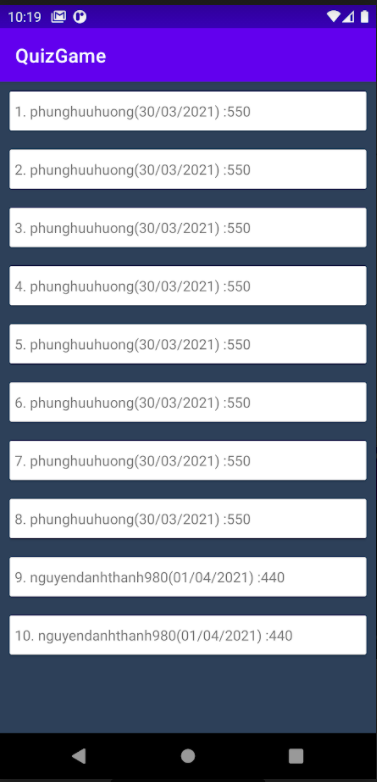 10:19
QuizGame
1. phunghuuhuong(30/03/2021) :550
2. phunghuuhuong(30/03/2021) :550
3. phunghuuhuong(30/03/2021) :550
4. phunghuuhuong(30/03/2021) :550
5. phunghuuhuong(30/03/2021) :550
6. phunghuuhuong(30/03/2021) :550
7. phunghuuhuong(30/03/2021) :550
8. phunghuuhuong(30/03/2021) :550
9. nguyendanhthanh980(01/04/2021) :440
10. nguyendanhthanh980(01/04/2021) :440